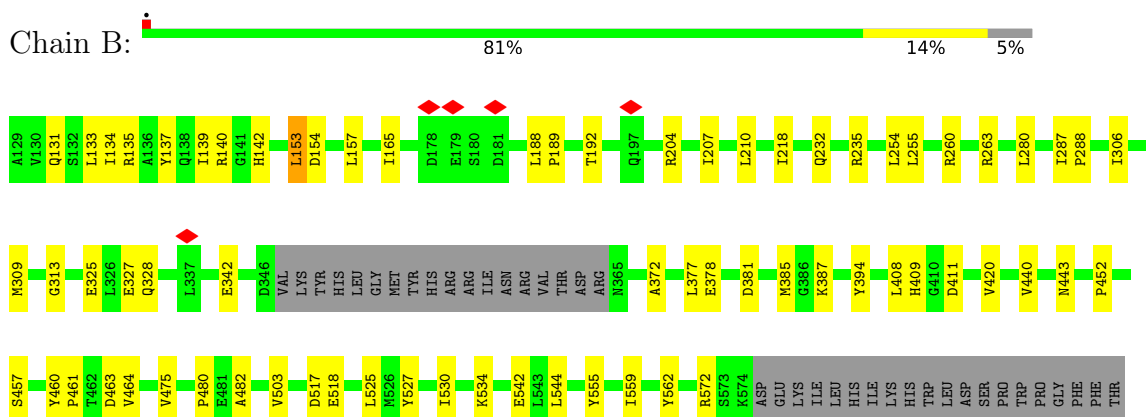 Chain B:
81% 14% 5%
A129 V130 Q131 S132 L133 I134 R135 A136 Y137 Q138 I139 R140 G141 H142 L153 D154 L157 I165 D178 E179 S180 D181 L188 P189 T192 Q197 R204 I207 L210 I218 Q232 R235 L254 L255 R260 R263 L280 I287 P288 I306
M309 G313 E325 L326 E327 Q328 L337 E342 D346 VAL LYS TYR HIS LEU GLY MET TYR HIS ARG ARG ILE ASN ARG VAL THR ASP ARG N365 A372 L377 E378 D381 M385 G386 K387 Y394 L408 H409 G410 D411 V420 V440 N443 P452
S457 Y460 P461 T462 D463 V464 V475 P480 E481 A482 V503 D517 E518 L525 M526 Y527 I530 K534 E542 L543 L544 Y555 I559 Y562 R572 S573 K574 ASP LYS ILE LEU HIS ILE LYS HIS TRP LEU ASP SER PRO TRP PRO GLY PHE PHE THR